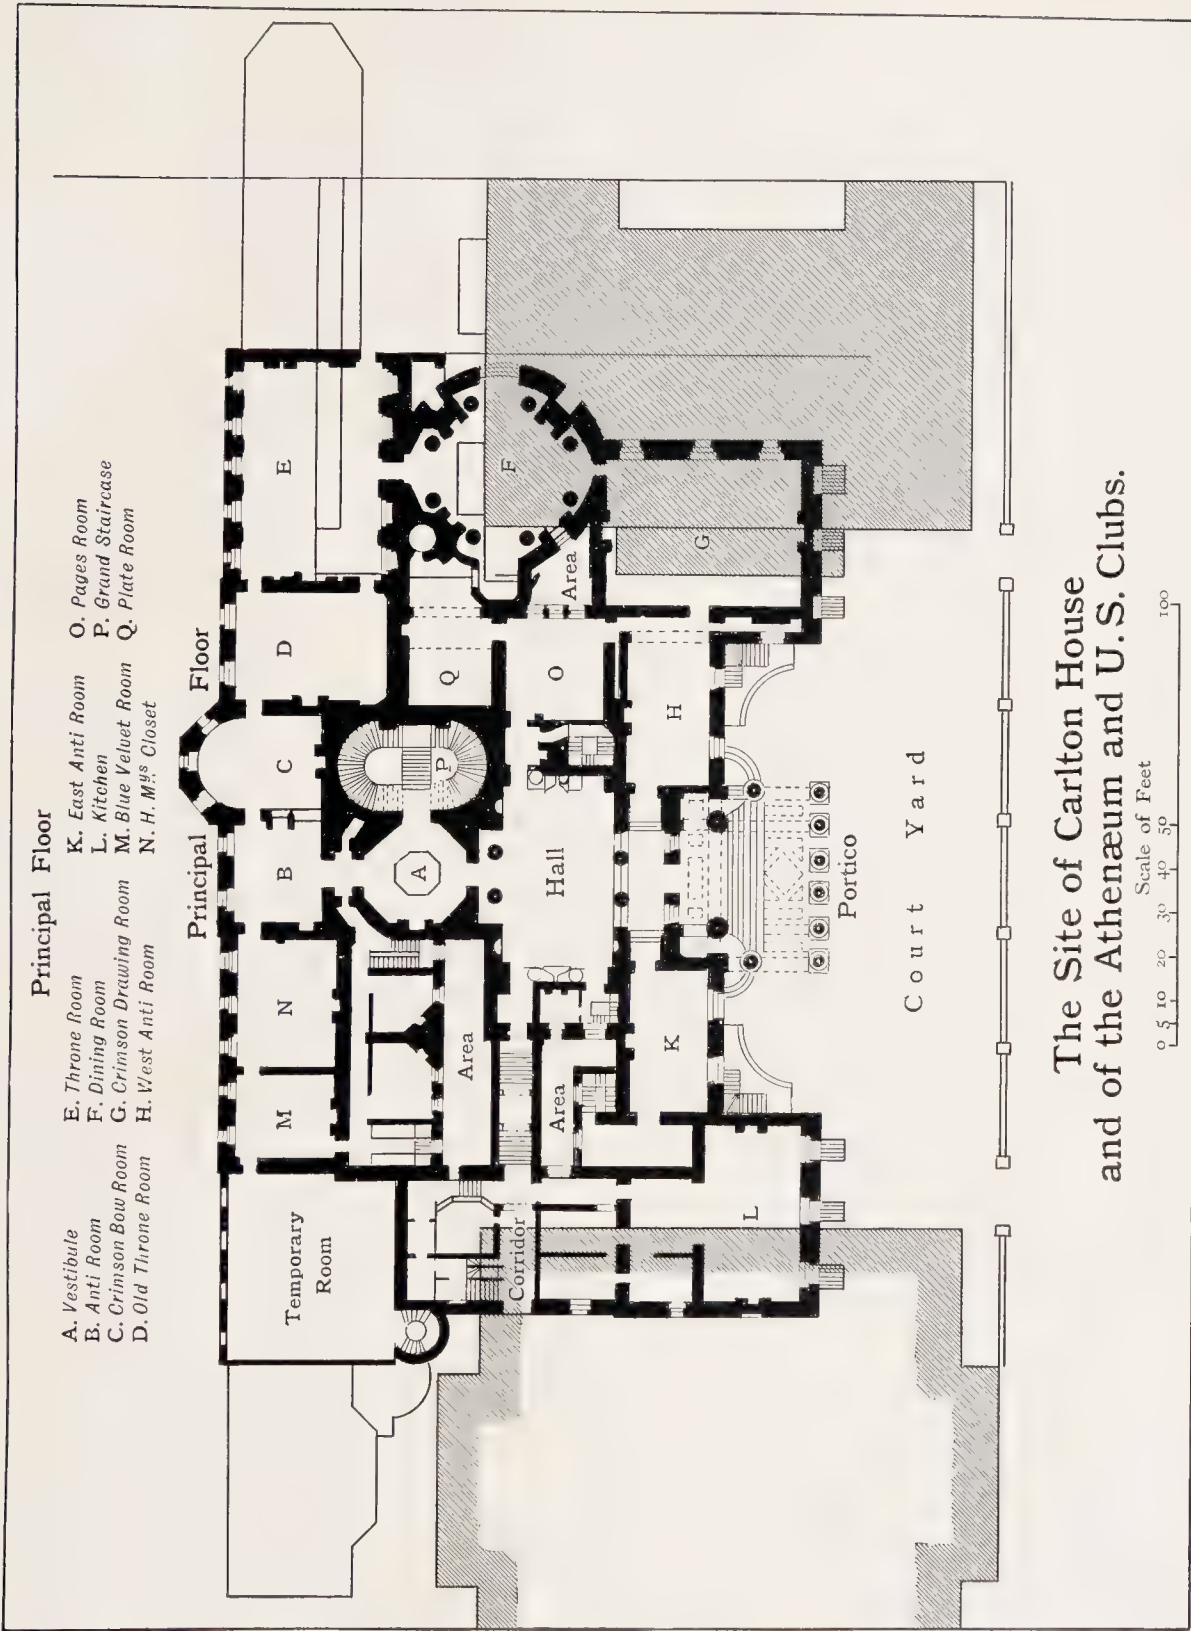 Principal Floor
A. Vestibule
B. Anti Room
C. Crimson Bow Room
D. Old Throne Room
E. Throne Room
F. Dining Room
G. Crimson Drawing Room
H. West Anti Room
K. East Anti Room
L. Kitchen
M. Blue Velvet Room
N. H. Mys Closet
O. Pages Room
P. Grand Staircase
Q. Plate Room
Principal Floor
Temporary
Room
M
N
B
C
D
E
A
P
Q
F
Area
Corridor
Area
Hall
O
Area
K
H
G
L
Portico
Court Yard
The Site of Carlton House
and of the Athenæum and U.S. Clubs.
Scale of Feet
0 5 10 20 30 40 50 100